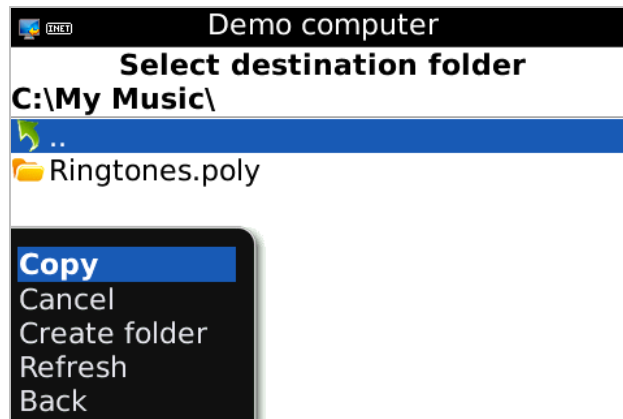 INET Demo computer
Select destination folder
C:\My Music\
..
Ringtones.poly
Copy
Cancel
Create folder
Refresh
Back